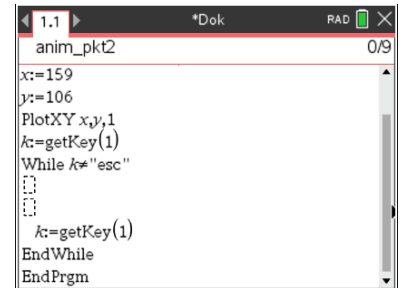 1.1 *Dok RAD
anim_pkt2 0/9
x:=159
y:=106
PlotXY x,y,1
k:=getKey(1)
While k≠"esc"
k:=getKey(1)
EndWhile
EndPrgm